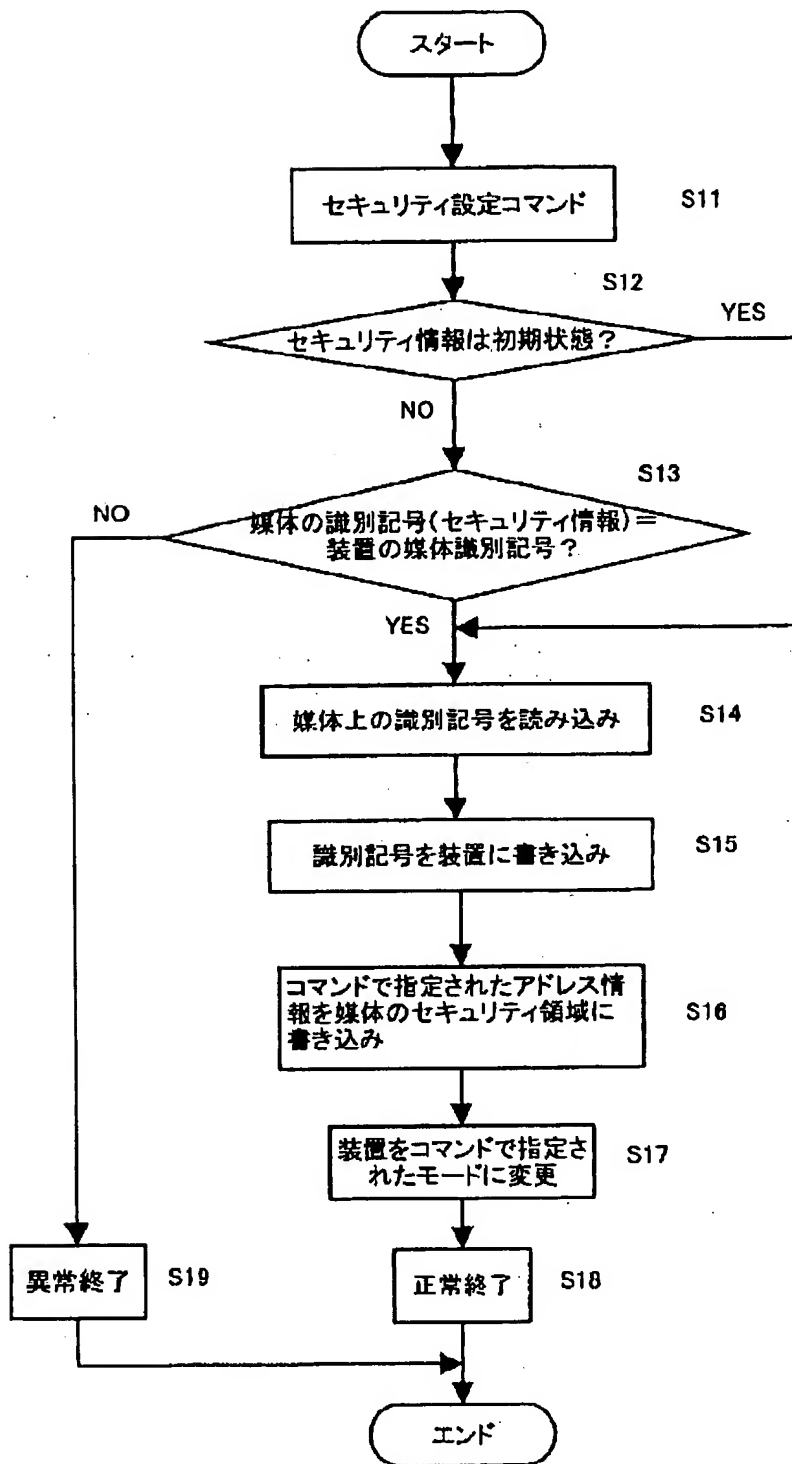 スタート
セキュリティ設定コマンド
S11
S12
セキュリティ情報は初期状態?
YES
NO
S13
NO
媒体の識別記号(セキュリティ情報)=
装置の媒体識別記号?
YES
媒体上の識別記号を読み込み
S14
識別記号を装置に書き込み
S15
コマンドで指定されたアドレス情
報を媒体のセキュリティ領域に
書き込み
S16
装置をコマンドで指定さ
れたモードに変更
S17
異常終了
S19
正常終了
S18
エンド